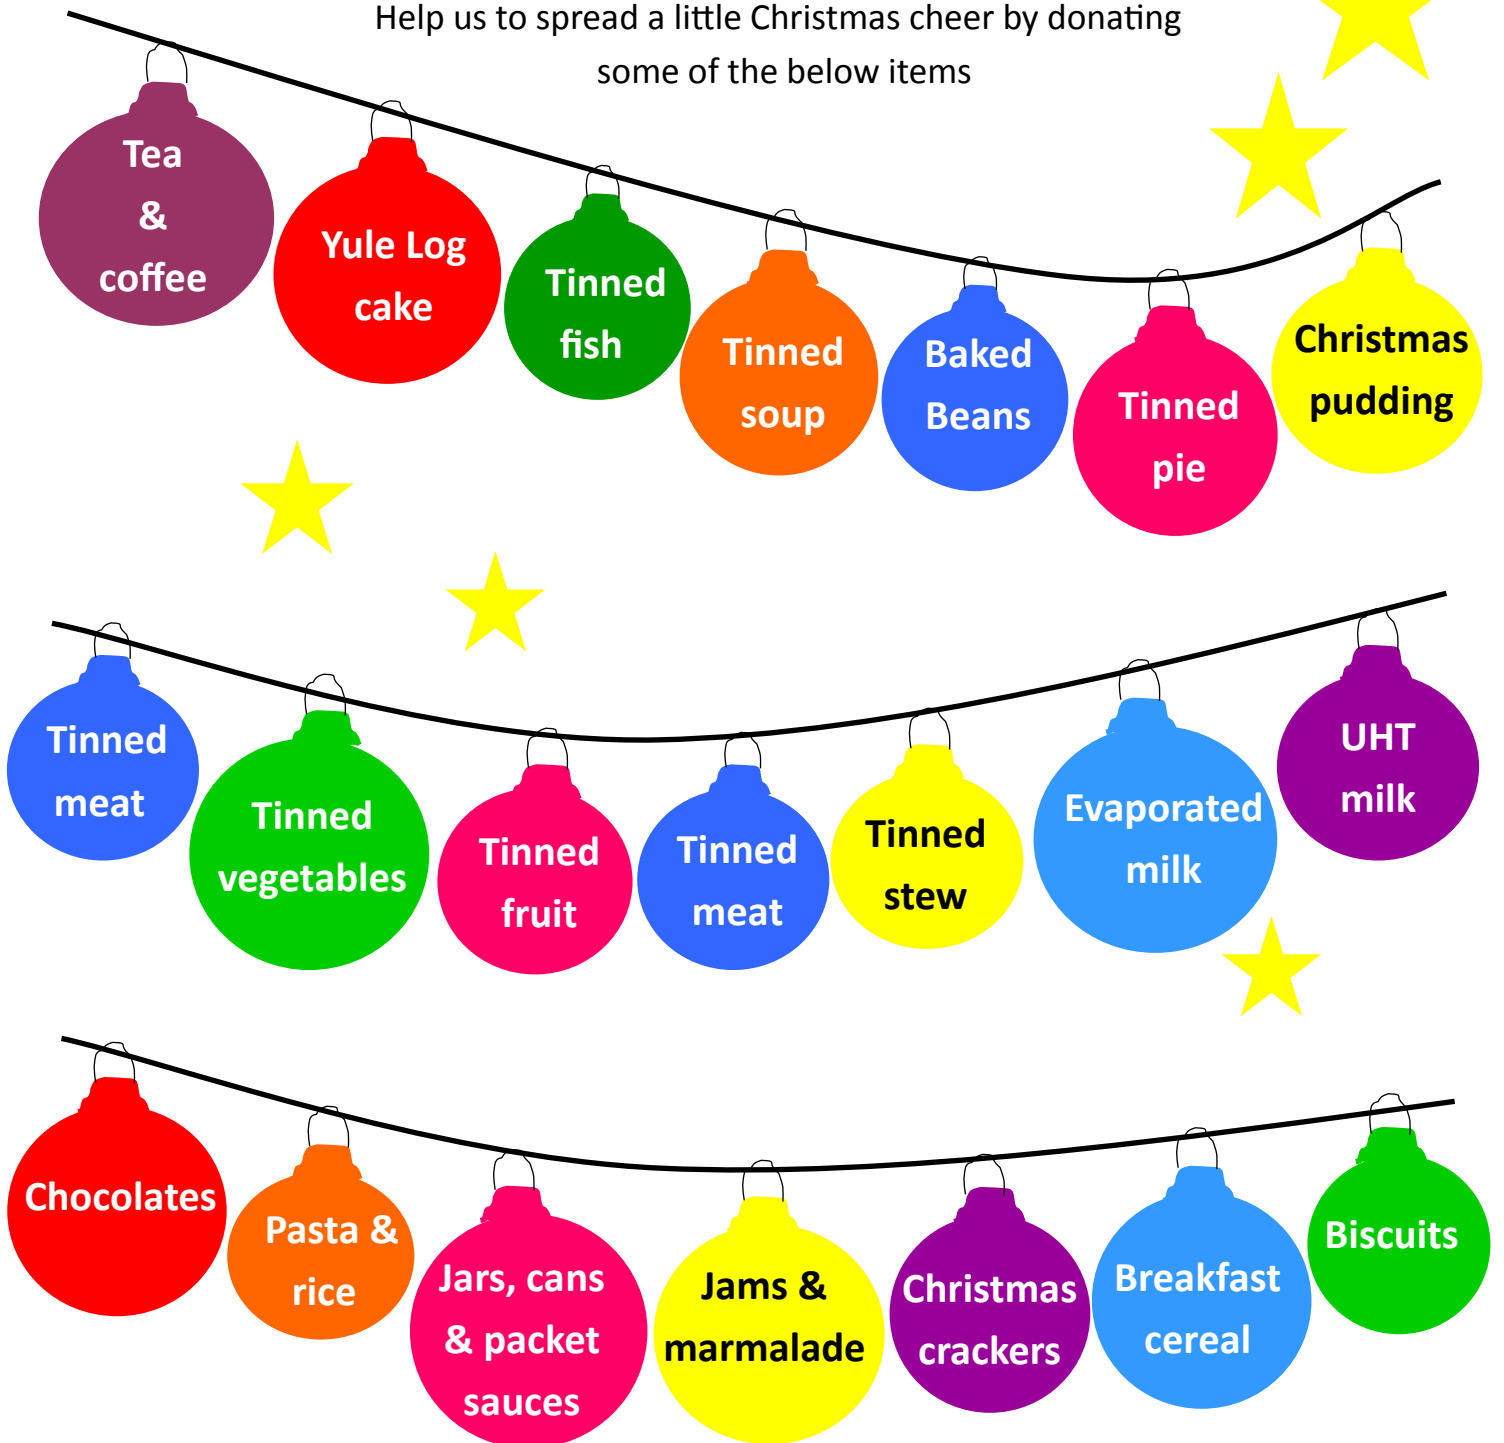 Help us to spread a little Christmas cheer by donating
some of the below items
Tea
&
coffee
Yule Log
cake
Tinned
fish
Tinned
soup
Baked
Beans
Tinned
pie
Christmas
pudding
Tinned
meat
Tinned
vegetables
Tinned
fruit
Tinned
meat
Tinned
stew
Evaporated
milk
UHT
milk
Chocolates
Pasta &
rice
Jars, cans
& packet
sauces
Jams &
marmalade
Christmas
crackers
Breakfast
cereal
Biscuits